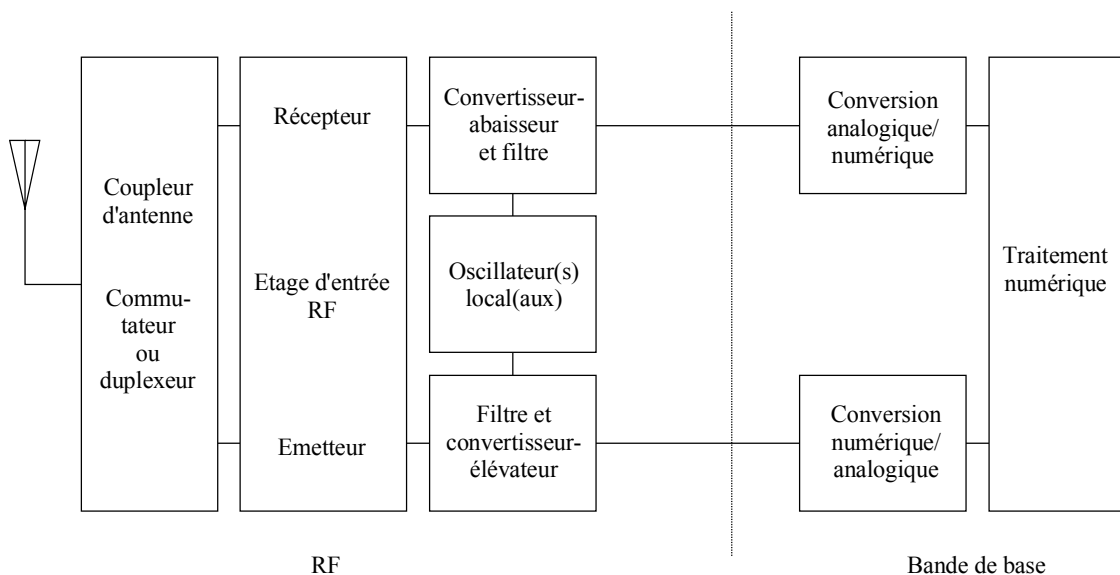 Coupleur
d'antenne
Commu-
tateur
ou
duplexeur
Récepteur
Etage d'entrée
RF
Emetteur
Convertisseur-
abaisseur
et filtre
Oscillateur(s)
local(aux)
Filtre et
convertisseur-
élévateur
Conversion
analogique/
numérique
Conversion
numérique/
analogique
Traitement
numérique
RF
Bande de base